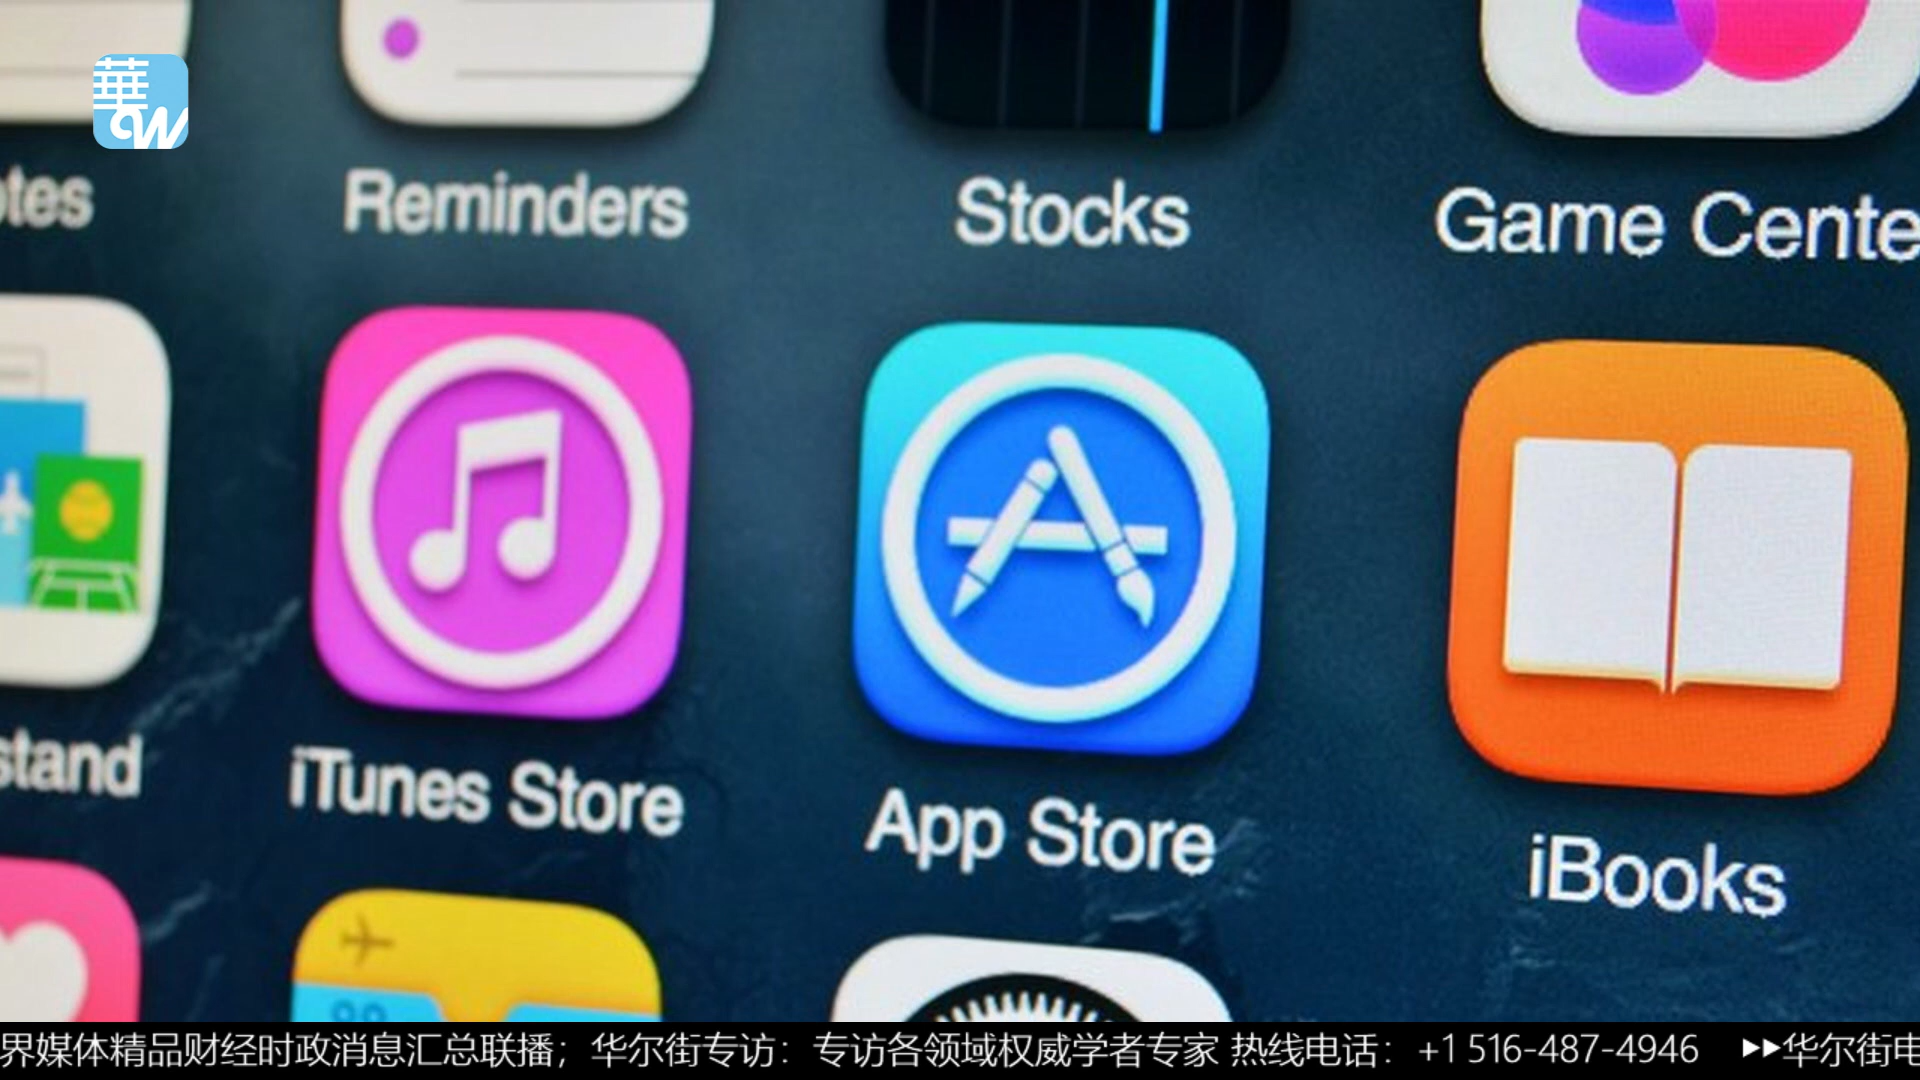 華
aw
otes
Reminders
Stocks
Game Cente
stand
iTunes Store
App Store
iBooks
界媒体精品财经时政消息汇总联播；华尔街专访：专访各领域权威学者专家 热线电话：+1 516-487-4946 ▶▶华尔街电